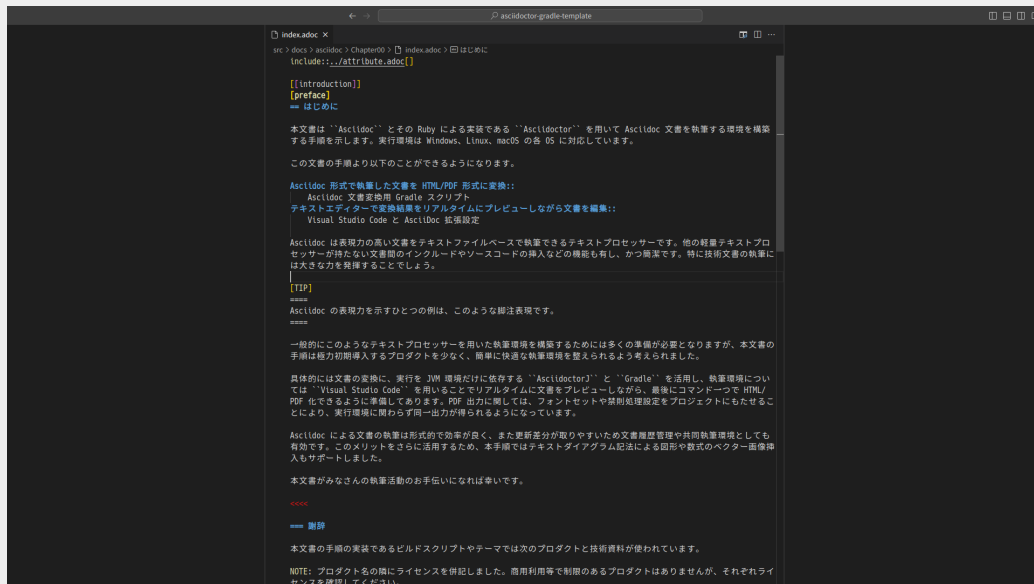 asciidoctor-gradle-template
index.adoc
src > docs > asciidoc > Chapter00 > index.adoc > はじめに
include::../attribute.adoc[]
[[introduction]]
[preface]
== はじめに
本文書は ``Asciidoc`` とその Ruby による実装である ``Asciidoctor`` を用いて Asciidoc 文書を執筆する環境を構築
する手順を示します。実行環境は Windows、Linux、macOS の各 OS に対応しています。
この文書の手順より以下のことができるようになります。
Asciidoc 形式で執筆した文書を HTML/PDF 形式に変換::
Asciidoc 文書変換用 Gradle スクリプト
テキストエディターで変換結果をリアルタイムにプレビューしながら文書を編集::
Visual Studio Code と AsciiDoc 拡張設定
Asciidoc は表現力の高い文書をテキストファイルベースで執筆できるテキストプロセッサーです。他の軽量テキストプロ
セッサーが持たない文書間のインクルードやソースコードの挿入などの機能も有し、かつ簡潔です。特に技術文書の執筆に
は大きな力を発揮することでしょう。
[TIP]
====
Asciidoc の表現力を示すひとつの例は、このような脚注表現です。
====
一般的にこのようなテキストプロセッサーを用いた執筆環境を構築するためには多くの準備が必要となりますが、本文書の
手順は極力初期導入するプロダクトを少なく、簡単に快適な執筆環境を整えられるよう考えられました。
具体的には文書の変換に、実行を JVM 環境だけに依存する ``AsciidoctorJ`` と ``Gradle`` を活用し、執筆環境につい
ては ``Visual Studio Code`` を用いることでリアルタイムに文書をプレビューしながら、最後にコマンド一つで HTML/
PDF 化できるように準備してあります。PDF 出力に関しては、フォントセットや禁則処理設定をプロジェクトにもたせるこ
とにより、実行環境に関わらず同一出力が得られるようになっています。
Asciidoc による文書の執筆は形式的で効率が良く、また更新差分が取りやすいため文書履歴管理や共同執筆環境としても
有効です。このメリットをさらに活用するため、本手順ではテキストダイアグラム記法による図形や数式のベクター画像挿
入もサポートしました。
本文書がみなさんの執筆活動のお手伝いになれば幸いです。
<<<<
=== 謝辞
本文書の手順の実装であるビルドスクリプトやテーマでは次のプロダクトと技術資料が使われています。
NOTE: プロダクト名の隣にライセンスを併記しました。商用利用等で制限のあるプロダクトはありませんが、それぞれライ
センスを確認してください。